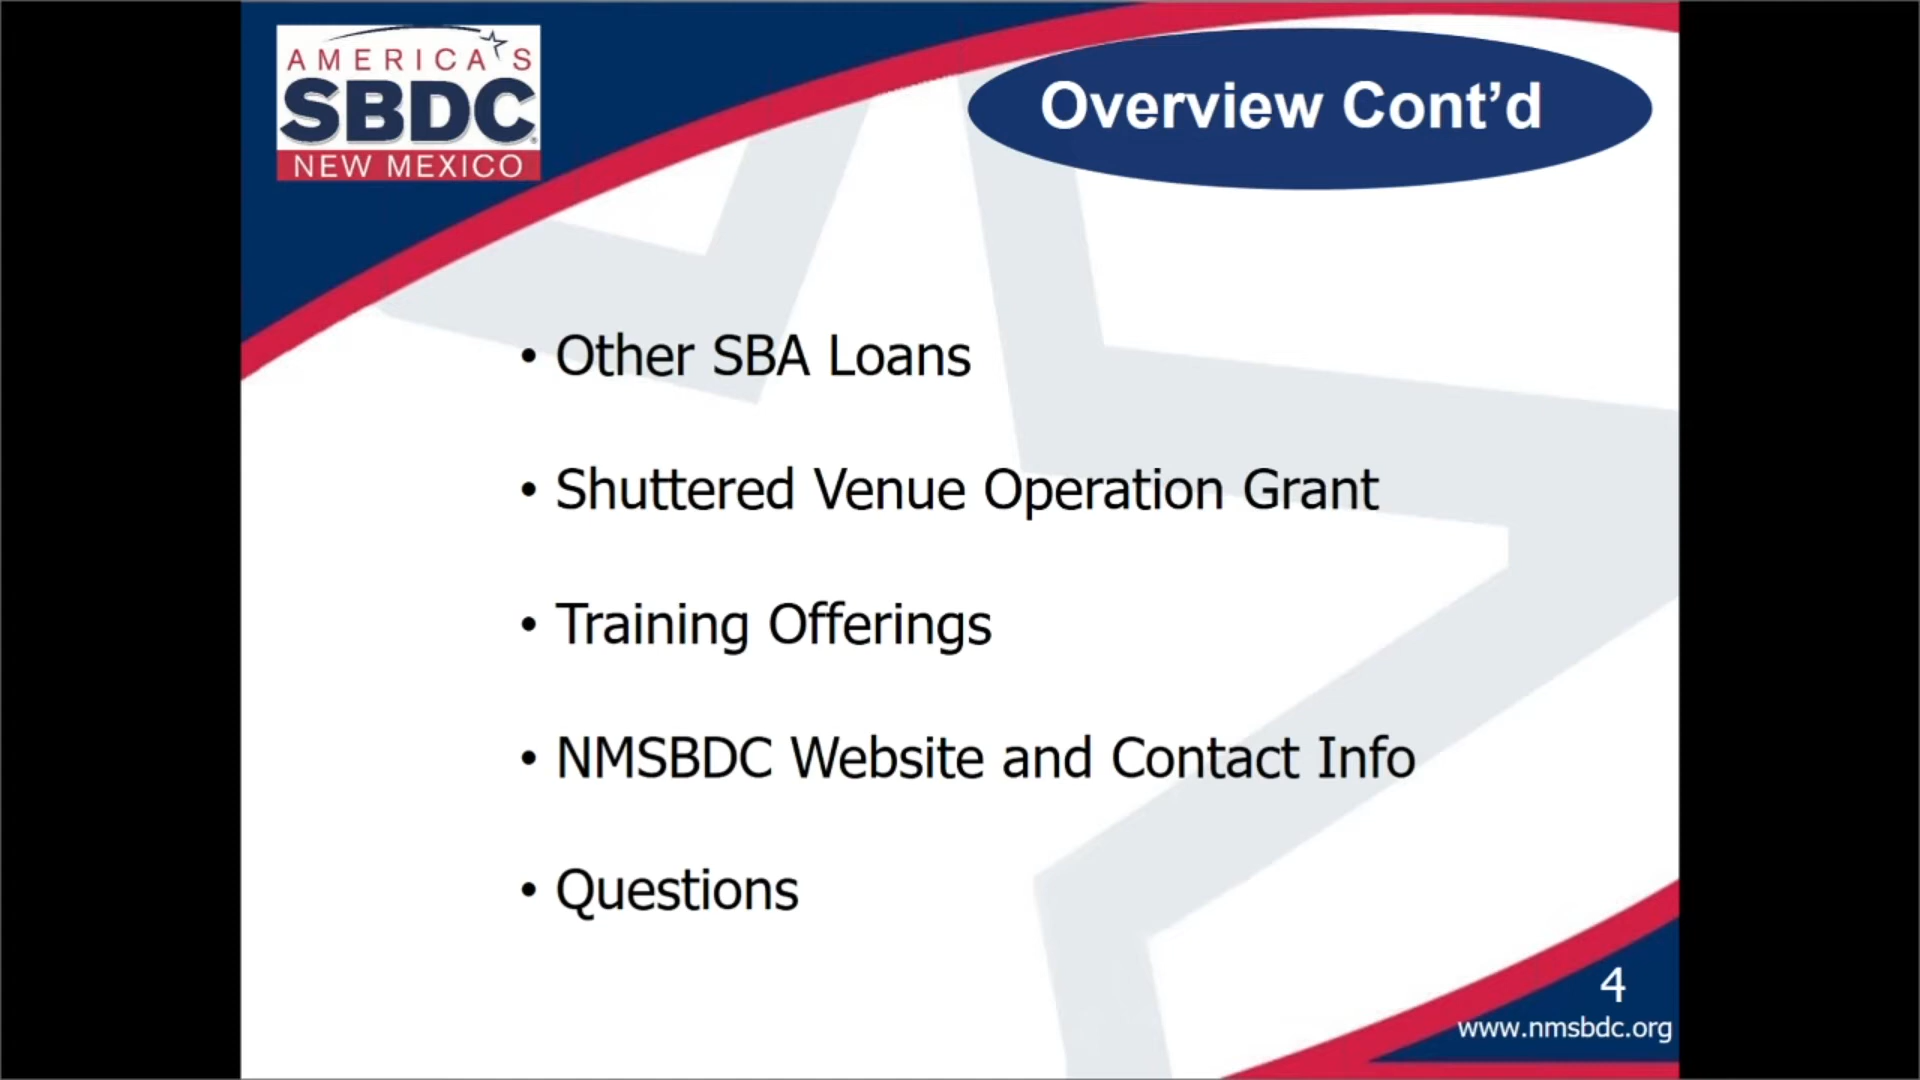 AMERICA'S
SBDC
NEW MEXICO
Overview Cont’d
• Other SBA Loans
• Shuttered Venue Operation Grant
• Training Offerings
• NMSBDC Website and Contact Info
• Questions
4
www.nmsbdc.org